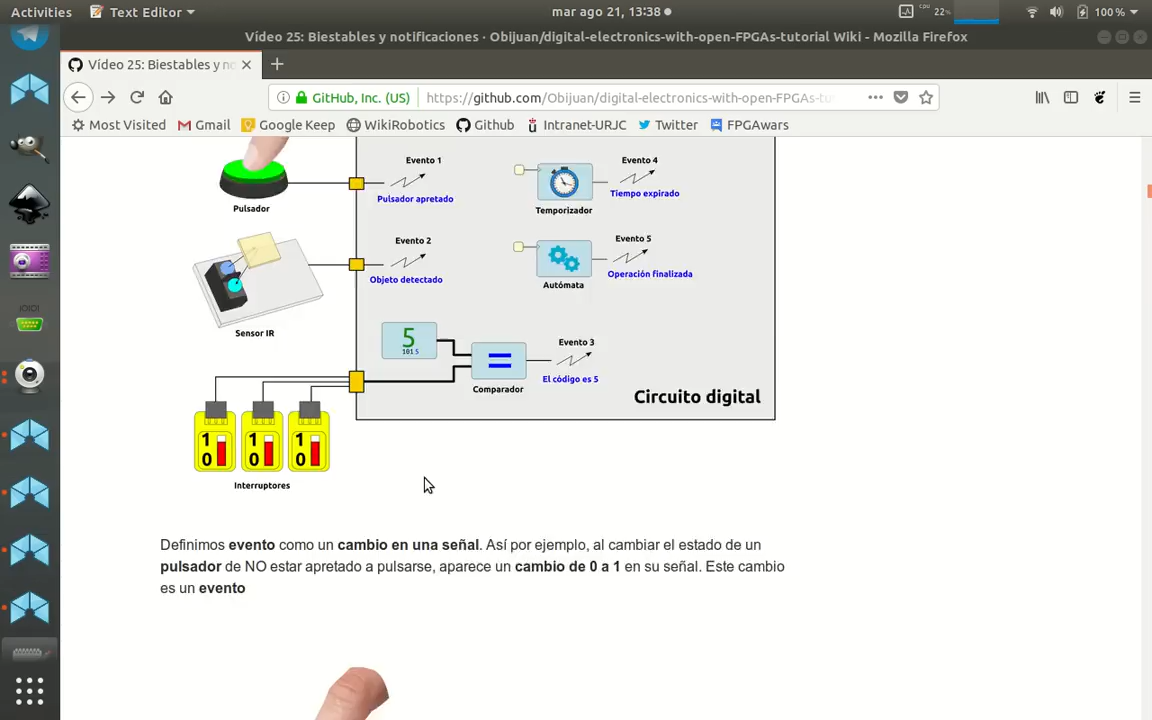 Activities
Text Editor
mar ago 21, 13:38
cpu 22%
100 %
Vídeo 25: Biestables y notificaciones · Obijuan/digital-electronics-with-open-FPGAs-tutorial Wiki - Mozilla Firefox
Vídeo 25: Biestables y no
GitHub, Inc. (US)
https://github.com/Obijuan/digital-electronics-with-open-FPGAs-tu
Most Visited
Gmail
Google Keep
WikiRobotics
Github
Intranet-URJC
Twitter
FPGAwars
Evento 1
Pulsador apretado
Pulsador
Evento 4
Tiempo expirado
Temporizador
Evento 2
Objeto detectado
Sensor IR
Evento 5
Operación finalizada
Autómata
5
101 5
=
Comparador
Evento 3
El código es 5
Circuito digital
1 1 1
0 0 0
Interruptores
Definimos evento como un cambio en una señal. Así por ejemplo, al cambiar el estado de un
pulsador de NO estar apretado a pulsarse, aparece un cambio de 0 a 1 en su señal. Este cambio
es un evento